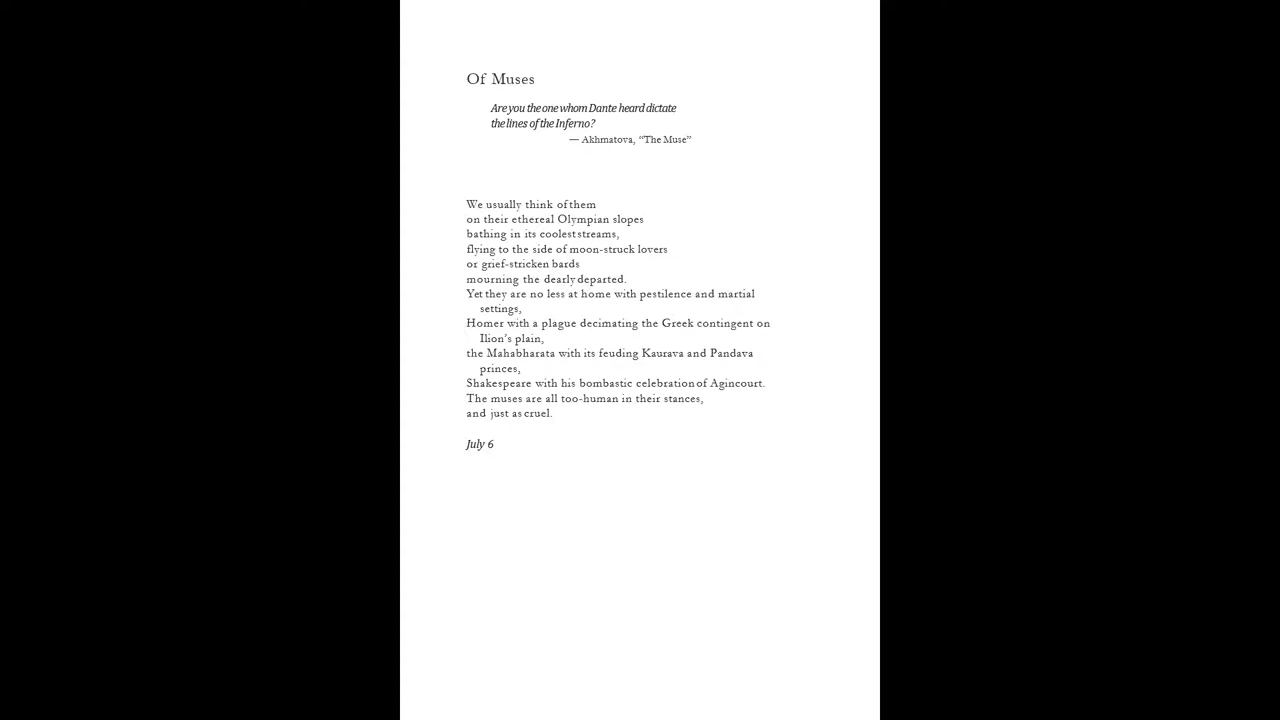 Of Muses
Are you the one whom Dante heard dictate
the lines of the Inferno?
— Akhmatova, “The Muse”
We usually think of them
on their ethereal Olympian slopes
bathing in its coolest streams,
flying to the side of moon-struck lovers
or grief-stricken bards
mourning the dearly departed.
Yet they are no less at home with pestilence and martial
settings,
Homer with a plague decimating the Greek contingent on
Ilion’s plain,
the Mahabharata with its feuding Kaurava and Pandava
princes,
Shakespeare with his bombastic celebration of Agincourt.
The muses are all too-human in their stances,
and just as cruel.
July 6